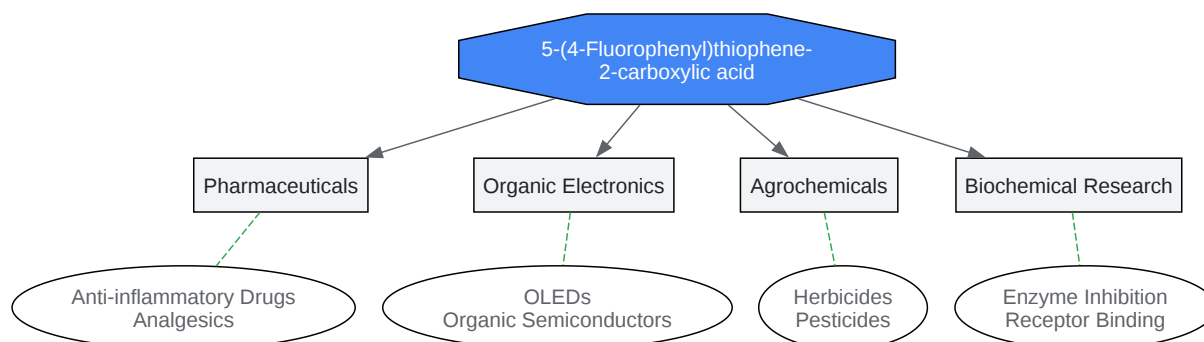 5-(4-Fluorophenyl)thiophene-
2-carboxylic acid
Pharmaceuticals
Organic Electronics
Agrochemicals
Biochemical Research
Anti-inflammatory Drugs
Analgesics
OLEDs
Organic Semiconductors
Herbicides
Pesticides
Enzyme Inhibition
Receptor Binding